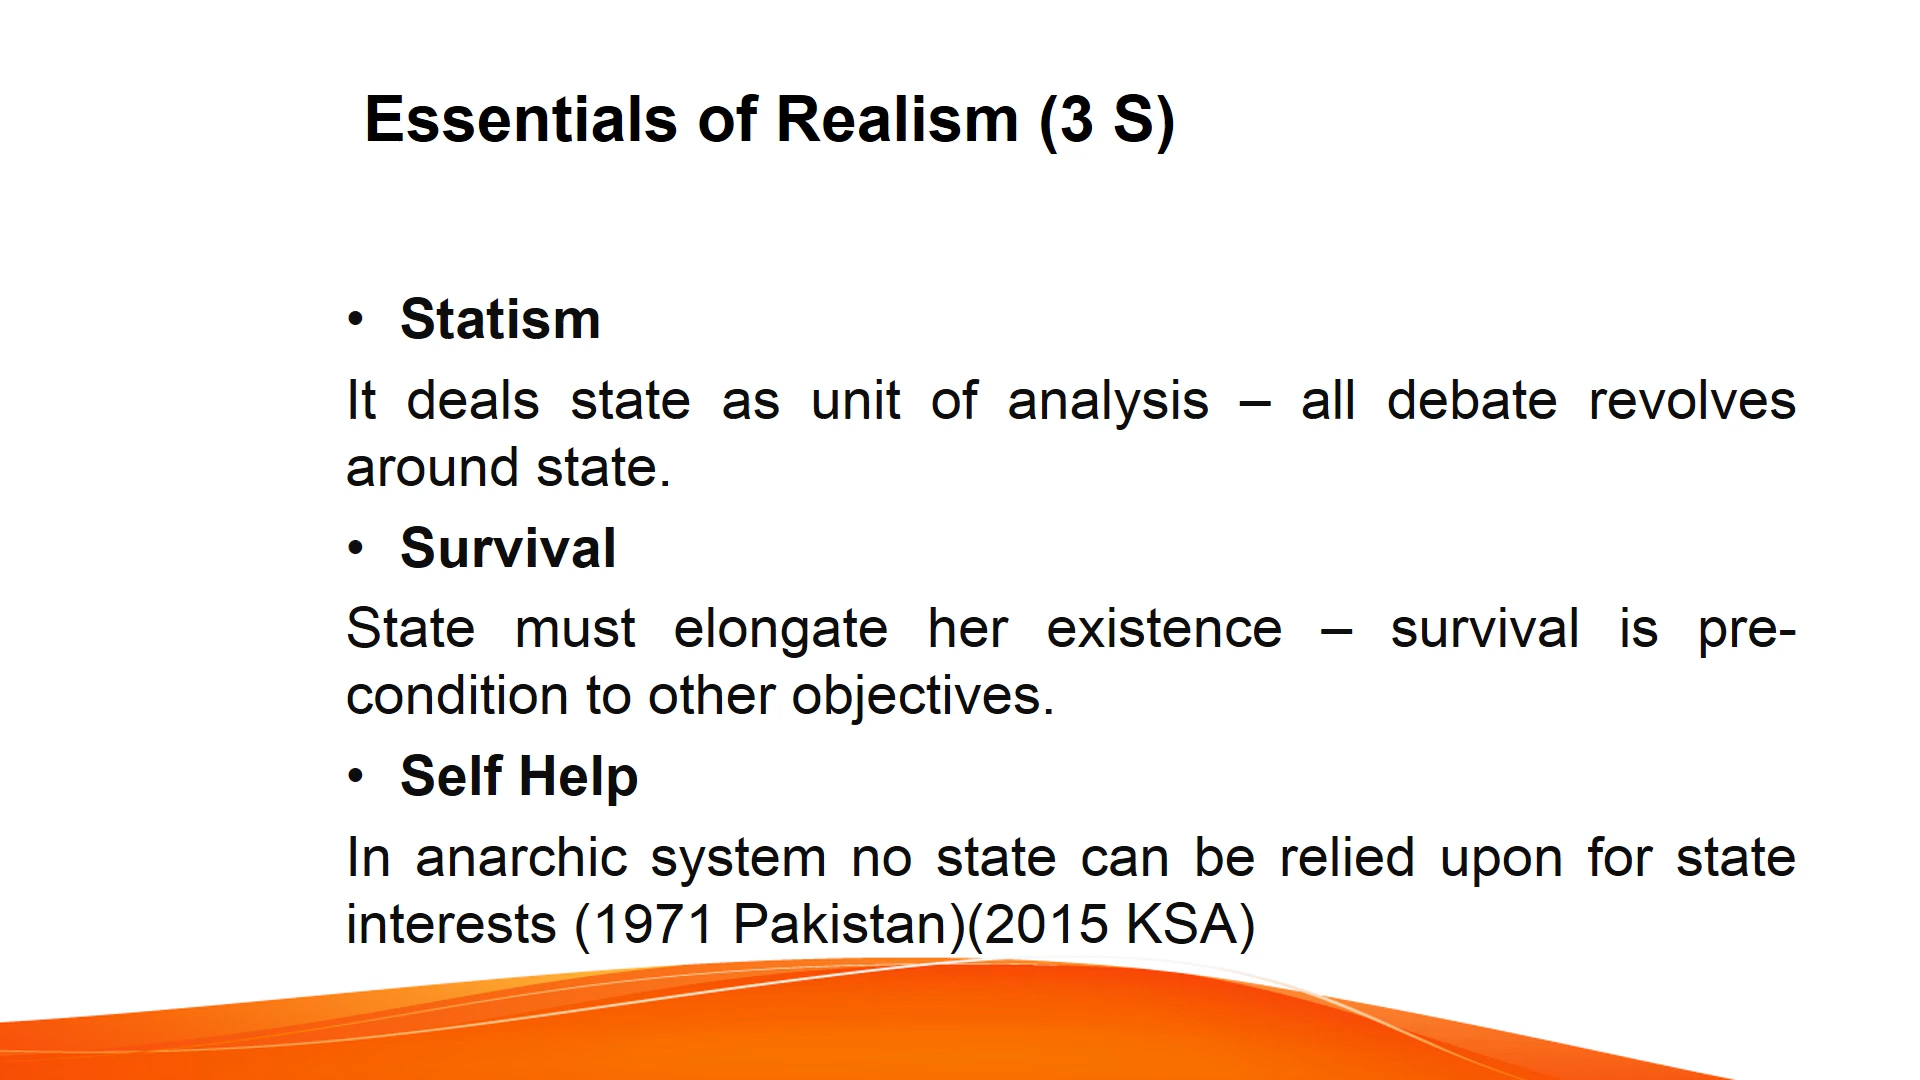 Essentials of Realism (3 S)
• Statism
It deals state as unit of analysis – all debate revolves
around state.
• Survival
State must elongate her existence – survival is pre-
condition to other objectives.
• Self Help
In anarchic system no state can be relied upon for state
interests (1971 Pakistan)(2015 KSA)